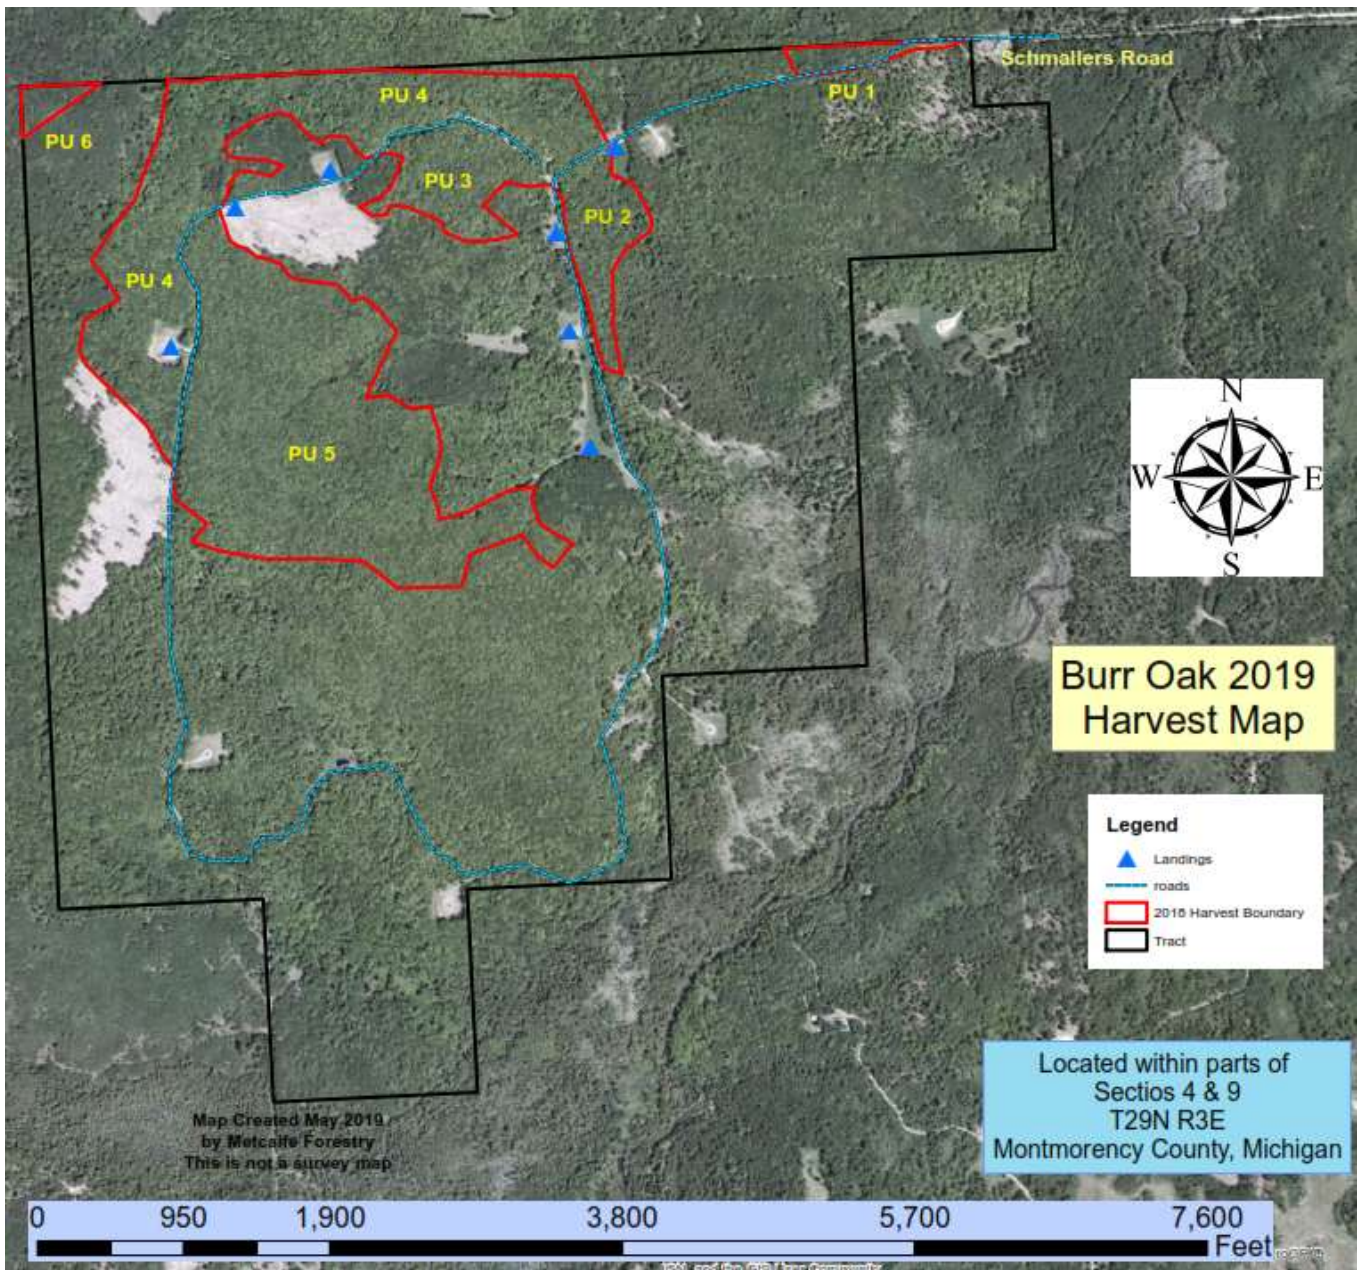 Schmallers Road
PU 1
PU 4
PU 6
PU 3
PU 2
PU 4
PU 5
N
W E
S
Burr Oak 2019
Harvest Map
Legend
Landings
roads
2016 Harvest Boundary
Tract
Located within parts of
Sectios 4 & 9
T29N R3E
Montmorency County, Michigan
Map Created May 2019
by Metcalfe Forestry
This is not a survey map
0 950 1,900 3,800 5,700 7,600
Feet